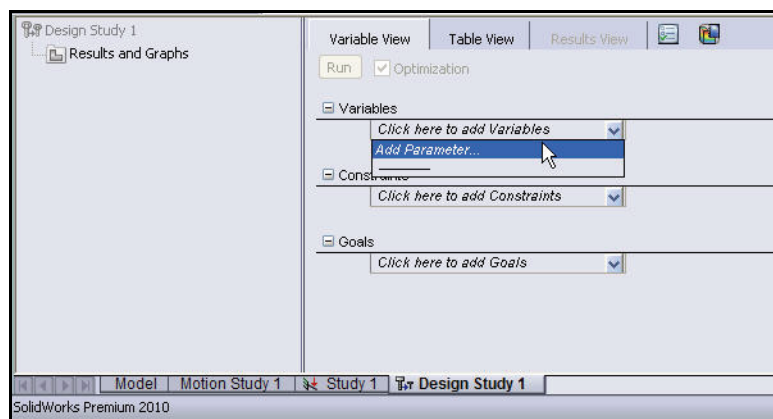 Design Study 1
Results and Graphs
Variable View
Table View
Results View
Run
Optimization
Variables
Click here to add Variables
Add Parameter...
Constraints
Click here to add Constraints
Goals
Click here to add Goals
Model
Motion Study 1
Study 1
Design Study 1
SolidWorks Premium 2010